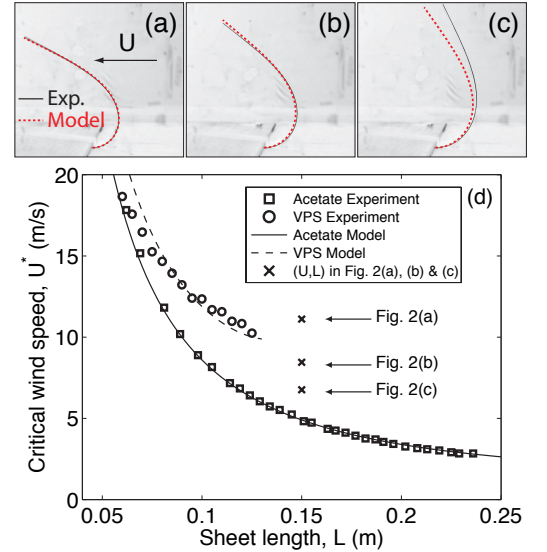 (a) (b) (c)
U
Exp.
Model
(d)
Acetate Experiment
VPS Experiment
Acetate Model
VPS Model
(U,L) in Fig. 2(a), (b) & (c)
Fig. 2(a)
Fig. 2(b)
Fig. 2(c)
Critical wind speed, U* (m/s)
20
15
10
5
0
0.05 0.1 0.15 0.2 0.25
Sheet length, L (m)